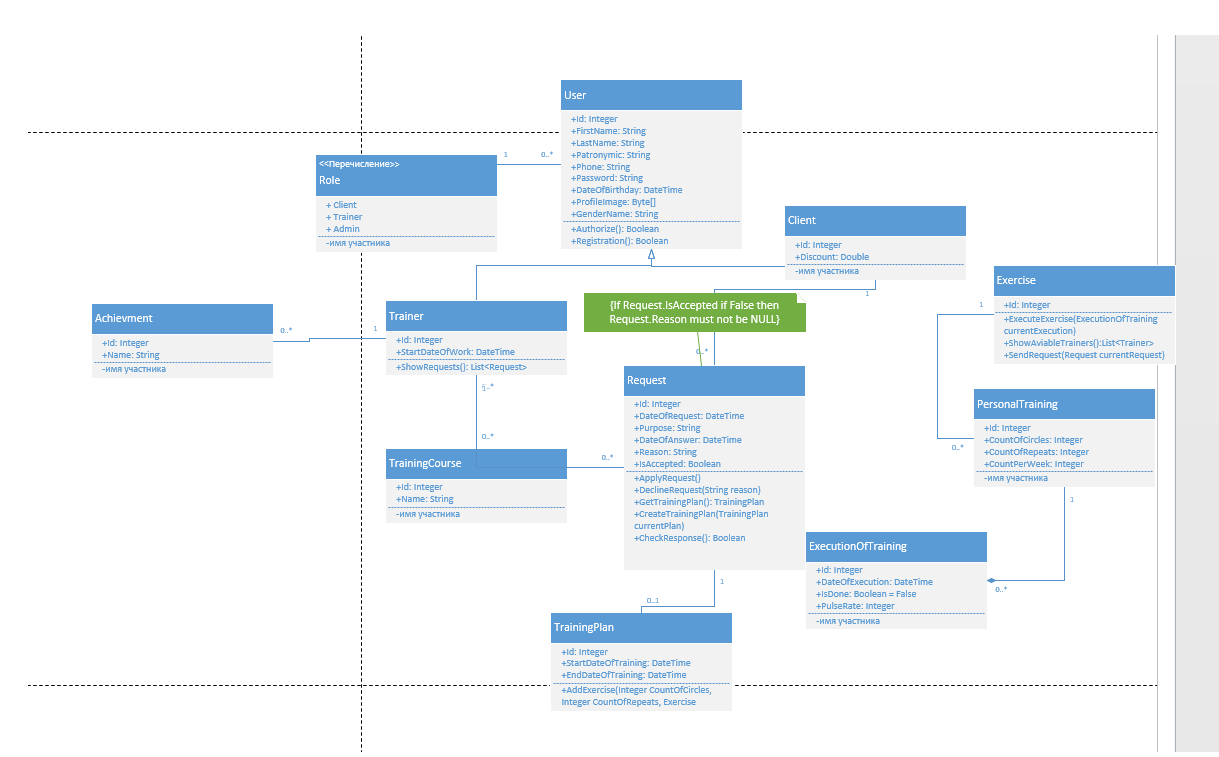 User
+Id: Integer
+FirstName: String
+LastName: String
+Patronymic: String
+Phone: String
+Password: String
+DateOfBirthday: DateTime
+ProfileImage: Byte[]
+GenderName: String
+Authorize(): Boolean
+Registration(): Boolean
1
0..*
<<Перечисление>>
Role
+ Client
+ Trainer
+ Admin
-имя участника
Client
+Id: Integer
+Discount: Double
-имя участника
1
{If Request.IsAccepted if False then
Request.Reason must not be NULL}
0..*
Exercise
+Id: Integer
+ExecuteExercise(ExecutionOfTraining
currentExecution)
+ShowAviableTrainers():List<Trainer>
+SendRequest(Request currentRequest)
1
0..*
Achievment
+Id: Integer
+Name: String
-имя участника
0..*
1
Trainer
+Id: Integer
+StartDateOfWork: DateTime
+ShowRequests(): List<Request>
0..*
Request
+Id: Integer
+DateOfRequest: DateTime
+Purpose: String
+DateOfAnswer: DateTime
+Reason: String
+IsAccepted: Boolean
+ApplyRequest()
+DeclineRequest(String reason)
+GetTrainingPlan(): TrainingPlan
+CreateTrainingPlan(TrainingPlan
currentPlan)
+CheckResponse(): Boolean
PersonalTraining
+Id: Integer
+CountOfCircles: Integer
+CountOfRepeats: Integer
+CountPerWeek: Integer
-имя участника
1
TrainingCourse
+Id: Integer
+Name: String
-имя участника
0..*
ExecutionOfTraining
+Id: Integer
+DateOfExecution: DateTime
+IsDone: Boolean = False
+PulseRate: Integer
-имя участника
0..*
1
0..1
TrainingPlan
+Id: Integer
+StartDateOfTraining: DateTime
+EndDateOfTraining: DateTime
+AddExercise(Integer CountOfCircles,
Integer CountOfRepeats, Exercise